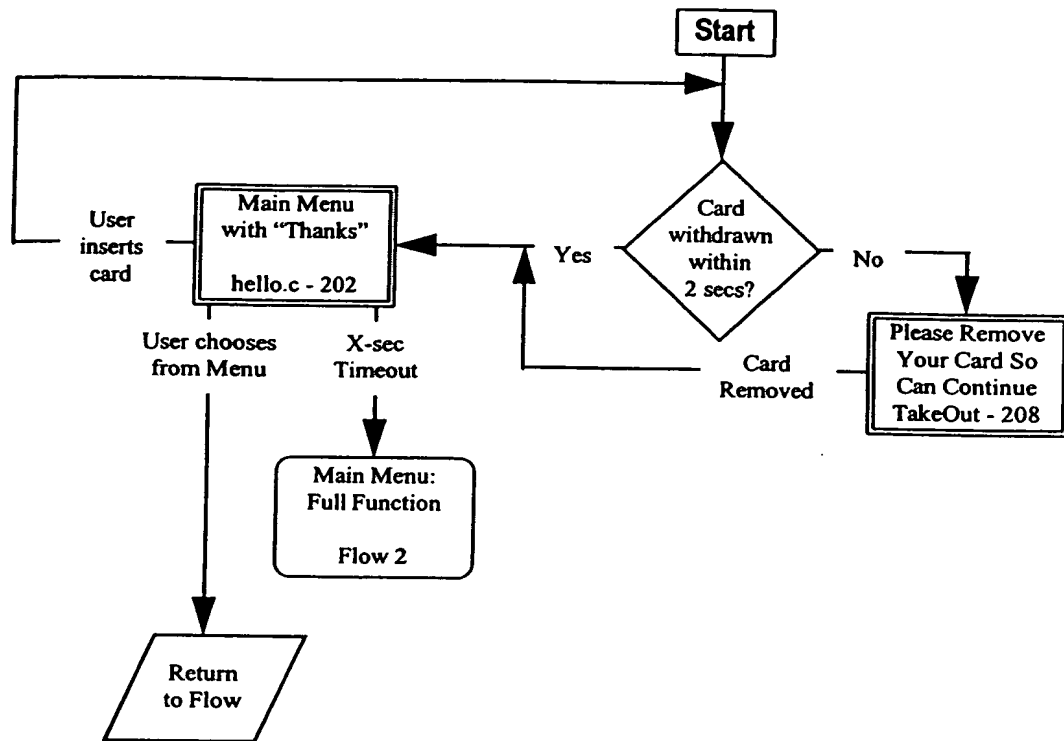 Start
Card
withdrawn
within
2 secs?
Yes
No
Main Menu
with “Thanks”
hello.c - 202
User
inserts
card
Please Remove
Your Card So
Can Continue
TakeOut - 208
Card
Removed
User chooses
from Menu
X-sec
Timeout
Main Menu:
Full Function
Flow 2
Return
to Flow